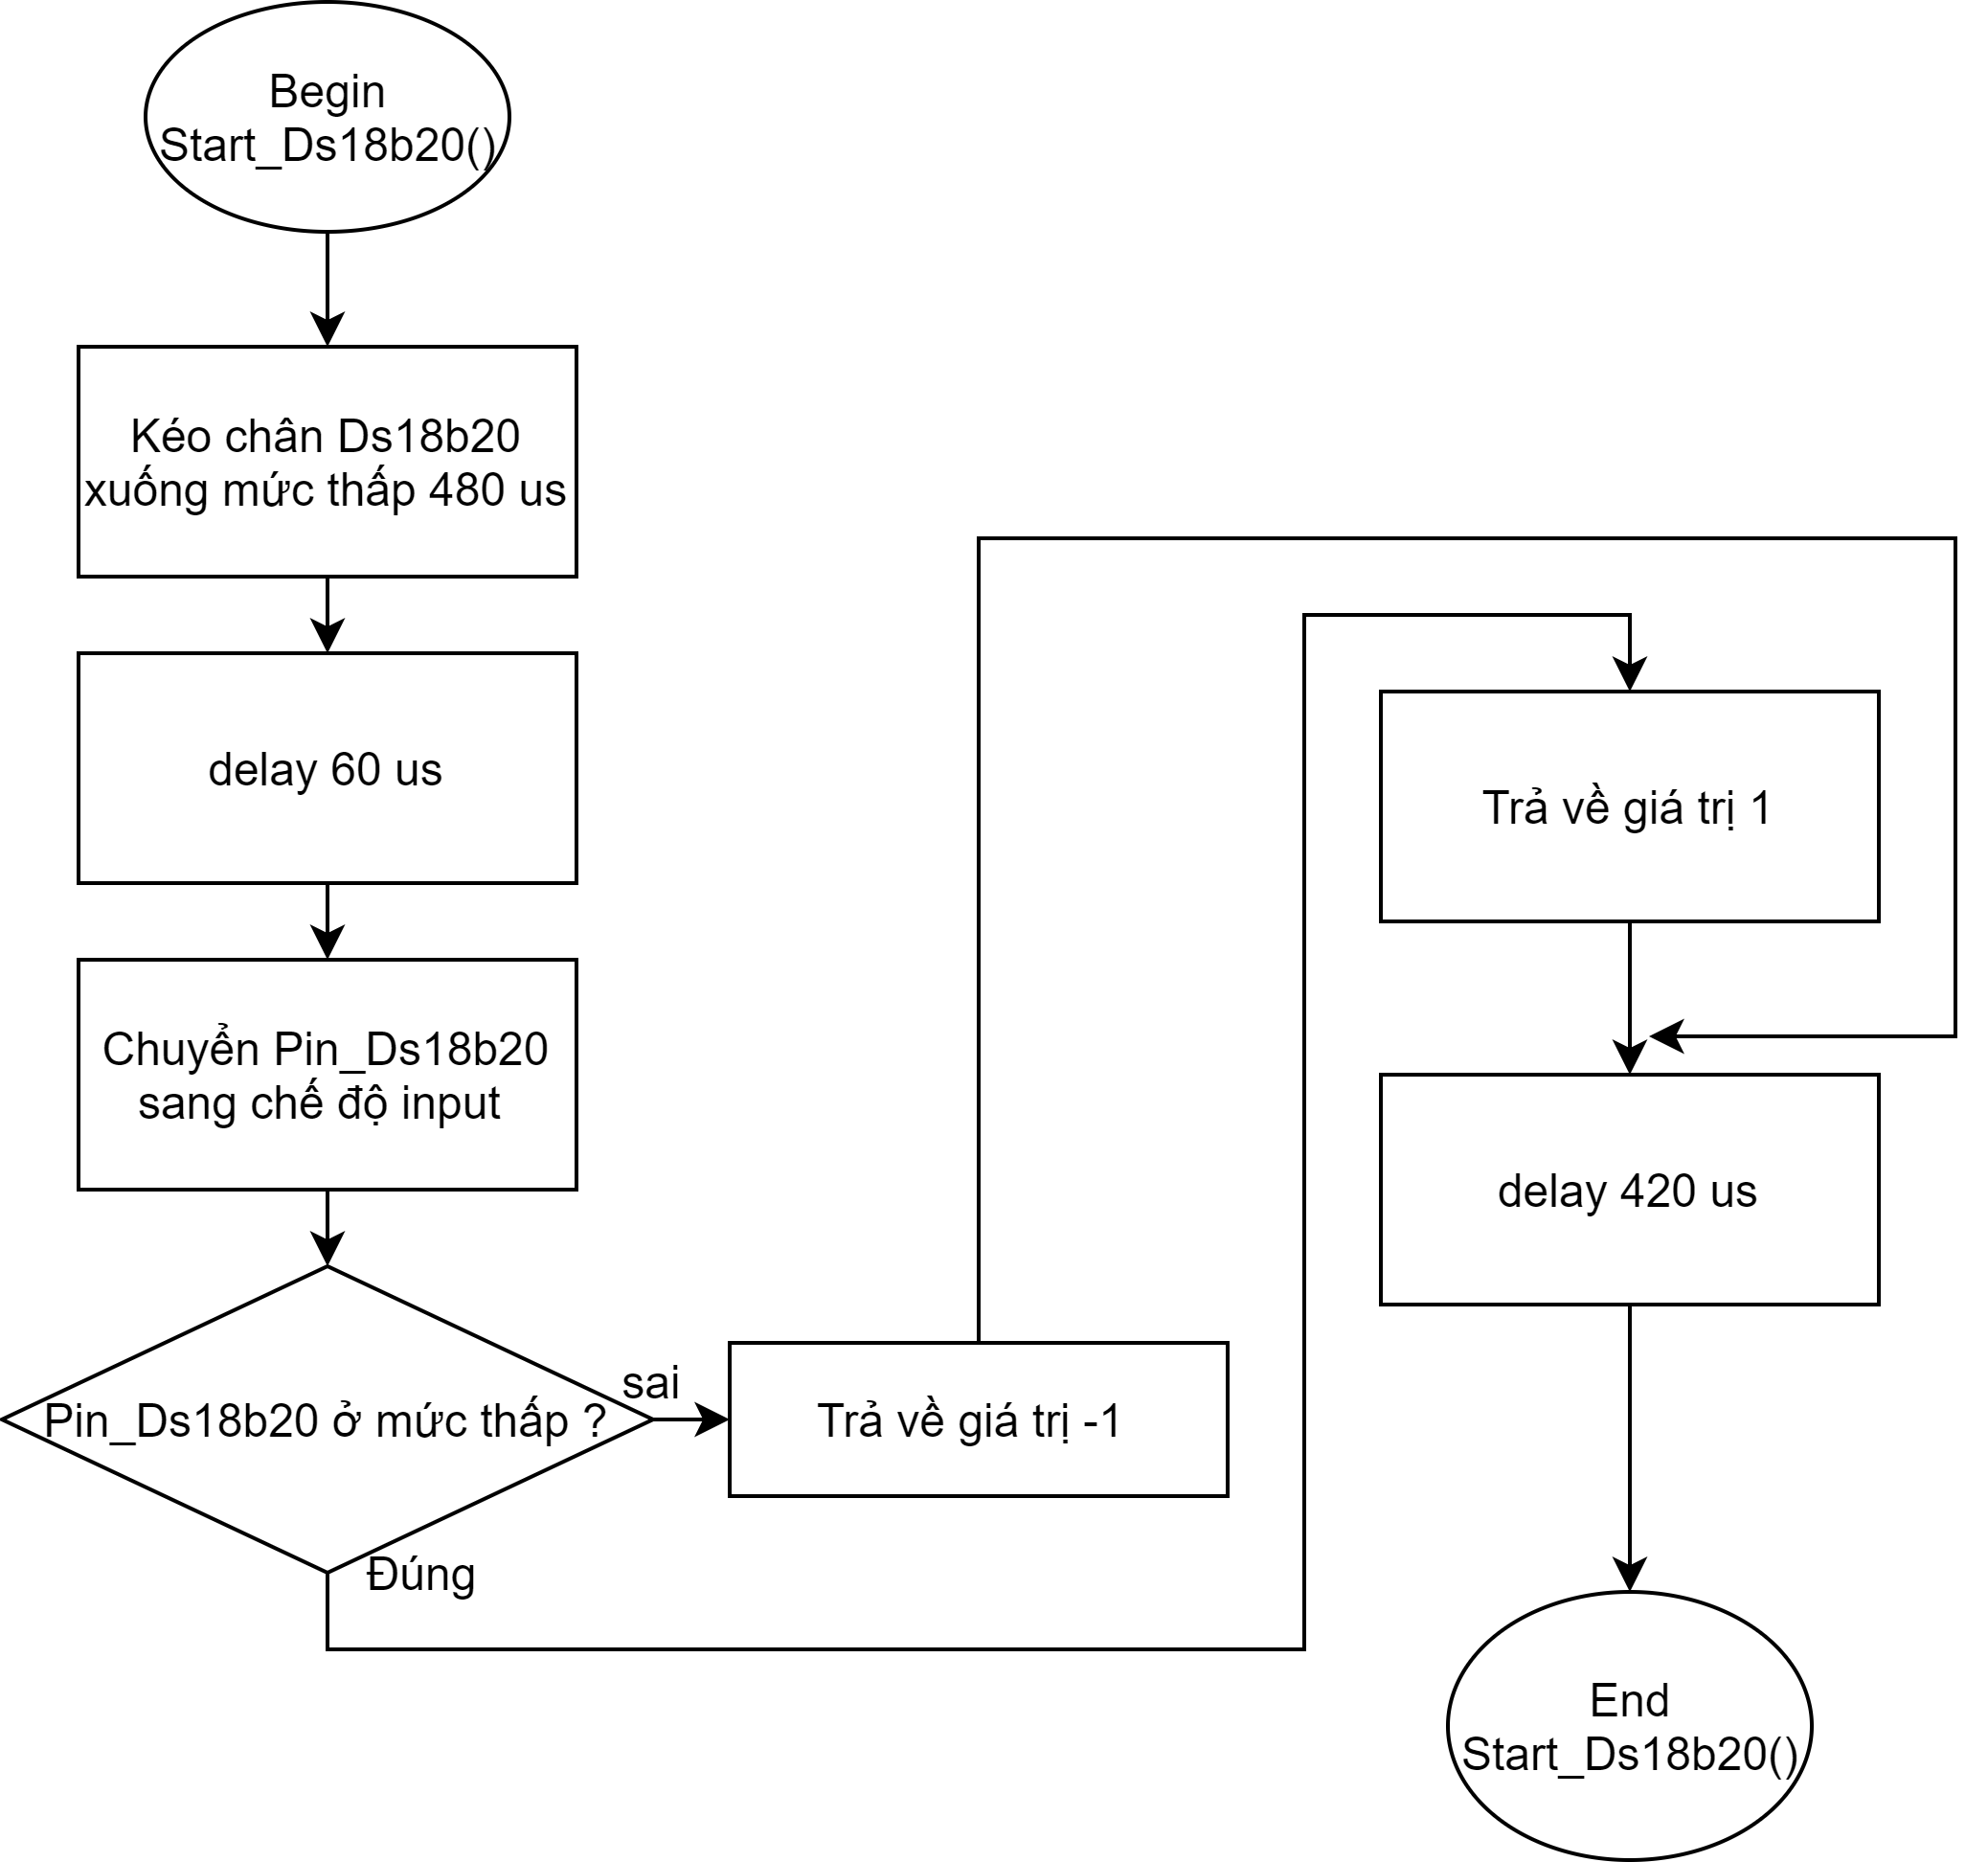 Begin
Start_Ds18b20()
Kéo chân Ds18b20
xuống mức thấp 480 us
delay 60 us
Chuyển Pin_Ds18b20
sang chế độ input
Pin_Ds18b20 ở mức thấp ?
sai
Đúng
Trả về giá trị -1
Trả về giá trị 1
delay 420 us
End
Start_Ds18b20()